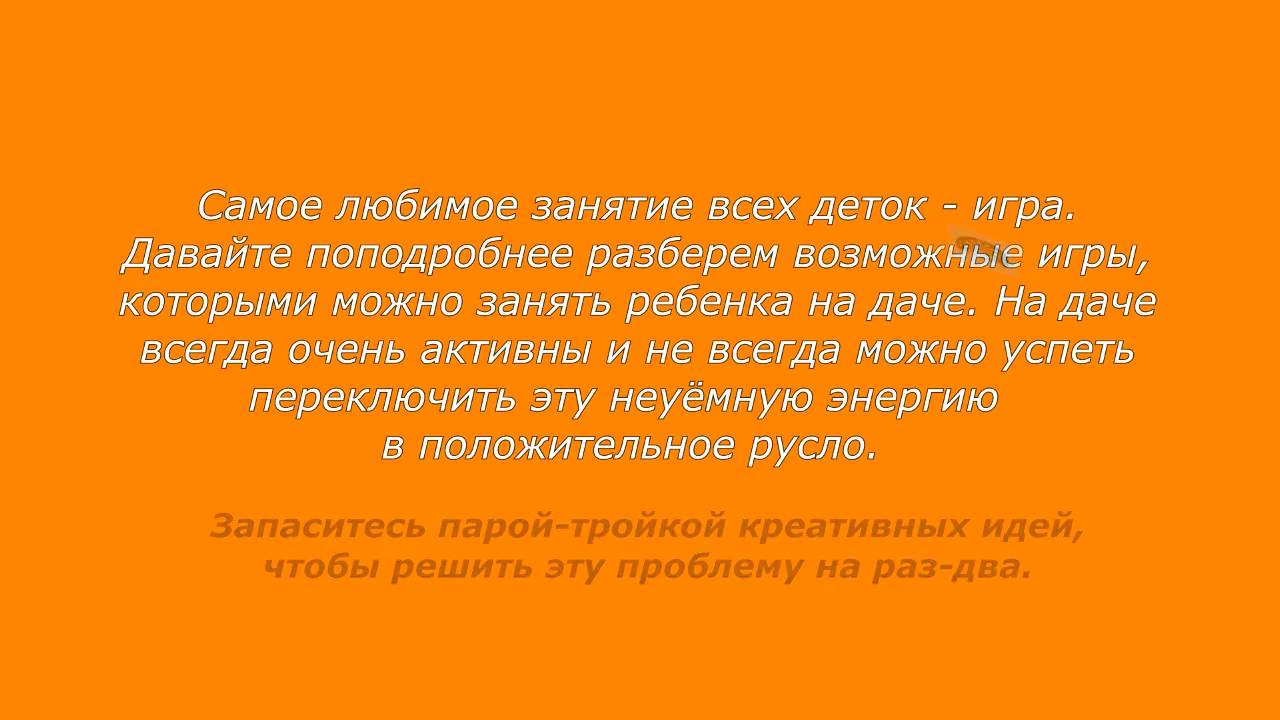 Самое любимое занятие всех деток - игра.
Давайте поподробнее разберем возможные игры,
которыми можно занять ребенка на даче. На даче
всегда очень активны и не всегда можно успеть
переключить эту неуёмную энергию
в положительное русло.
Запаситесь парой-тройкой креативных идей,
чтобы решить эту проблему на раз-два.